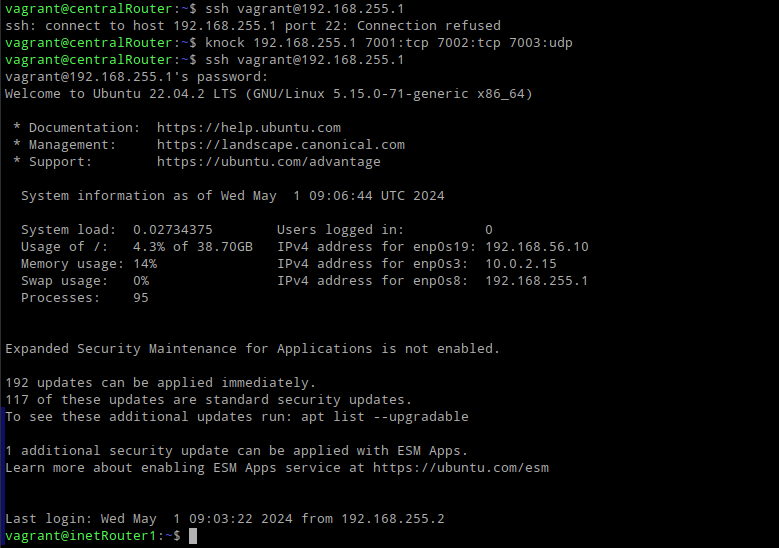 vagrant@centralRouter:~$ ssh vagrant@192.168.255.1
ssh: connect to host 192.168.255.1 port 22: Connection refused
vagrant@centralRouter:~$ knock 192.168.255.1 7001:tcp 7002:tcp 7003:udp
vagrant@centralRouter:~$ ssh vagrant@192.168.255.1
vagrant@192.168.255.1's password:
Welcome to Ubuntu 22.04.2 LTS (GNU/Linux 5.15.0-71-generic x86_64)

 * Documentation:  https://help.ubuntu.com
 * Management:     https://landscape.canonical.com
 * Support:        https://ubuntu.com/advantage

  System information as of Wed May  1 09:06:44 UTC 2024

  System load:  0.02734375        Users logged in:          0
  Usage of /:   4.3% of 38.70GB   IPv4 address for enp0s19: 192.168.56.10
  Memory usage: 14%               IPv4 address for enp0s3:  10.0.2.15
  Swap usage:   0%                IPv4 address for enp0s8:  192.168.255.1
  Processes:    95


Expanded Security Maintenance for Applications is not enabled.

192 updates can be applied immediately.
117 of these updates are standard security updates.
To see these additional updates run: apt list --upgradable

1 additional security update can be applied with ESM Apps.
Learn more about enabling ESM Apps service at https://ubuntu.com/esm


Last login: Wed May  1 09:03:22 2024 from 192.168.255.2
vagrant@inetRouter1:~$